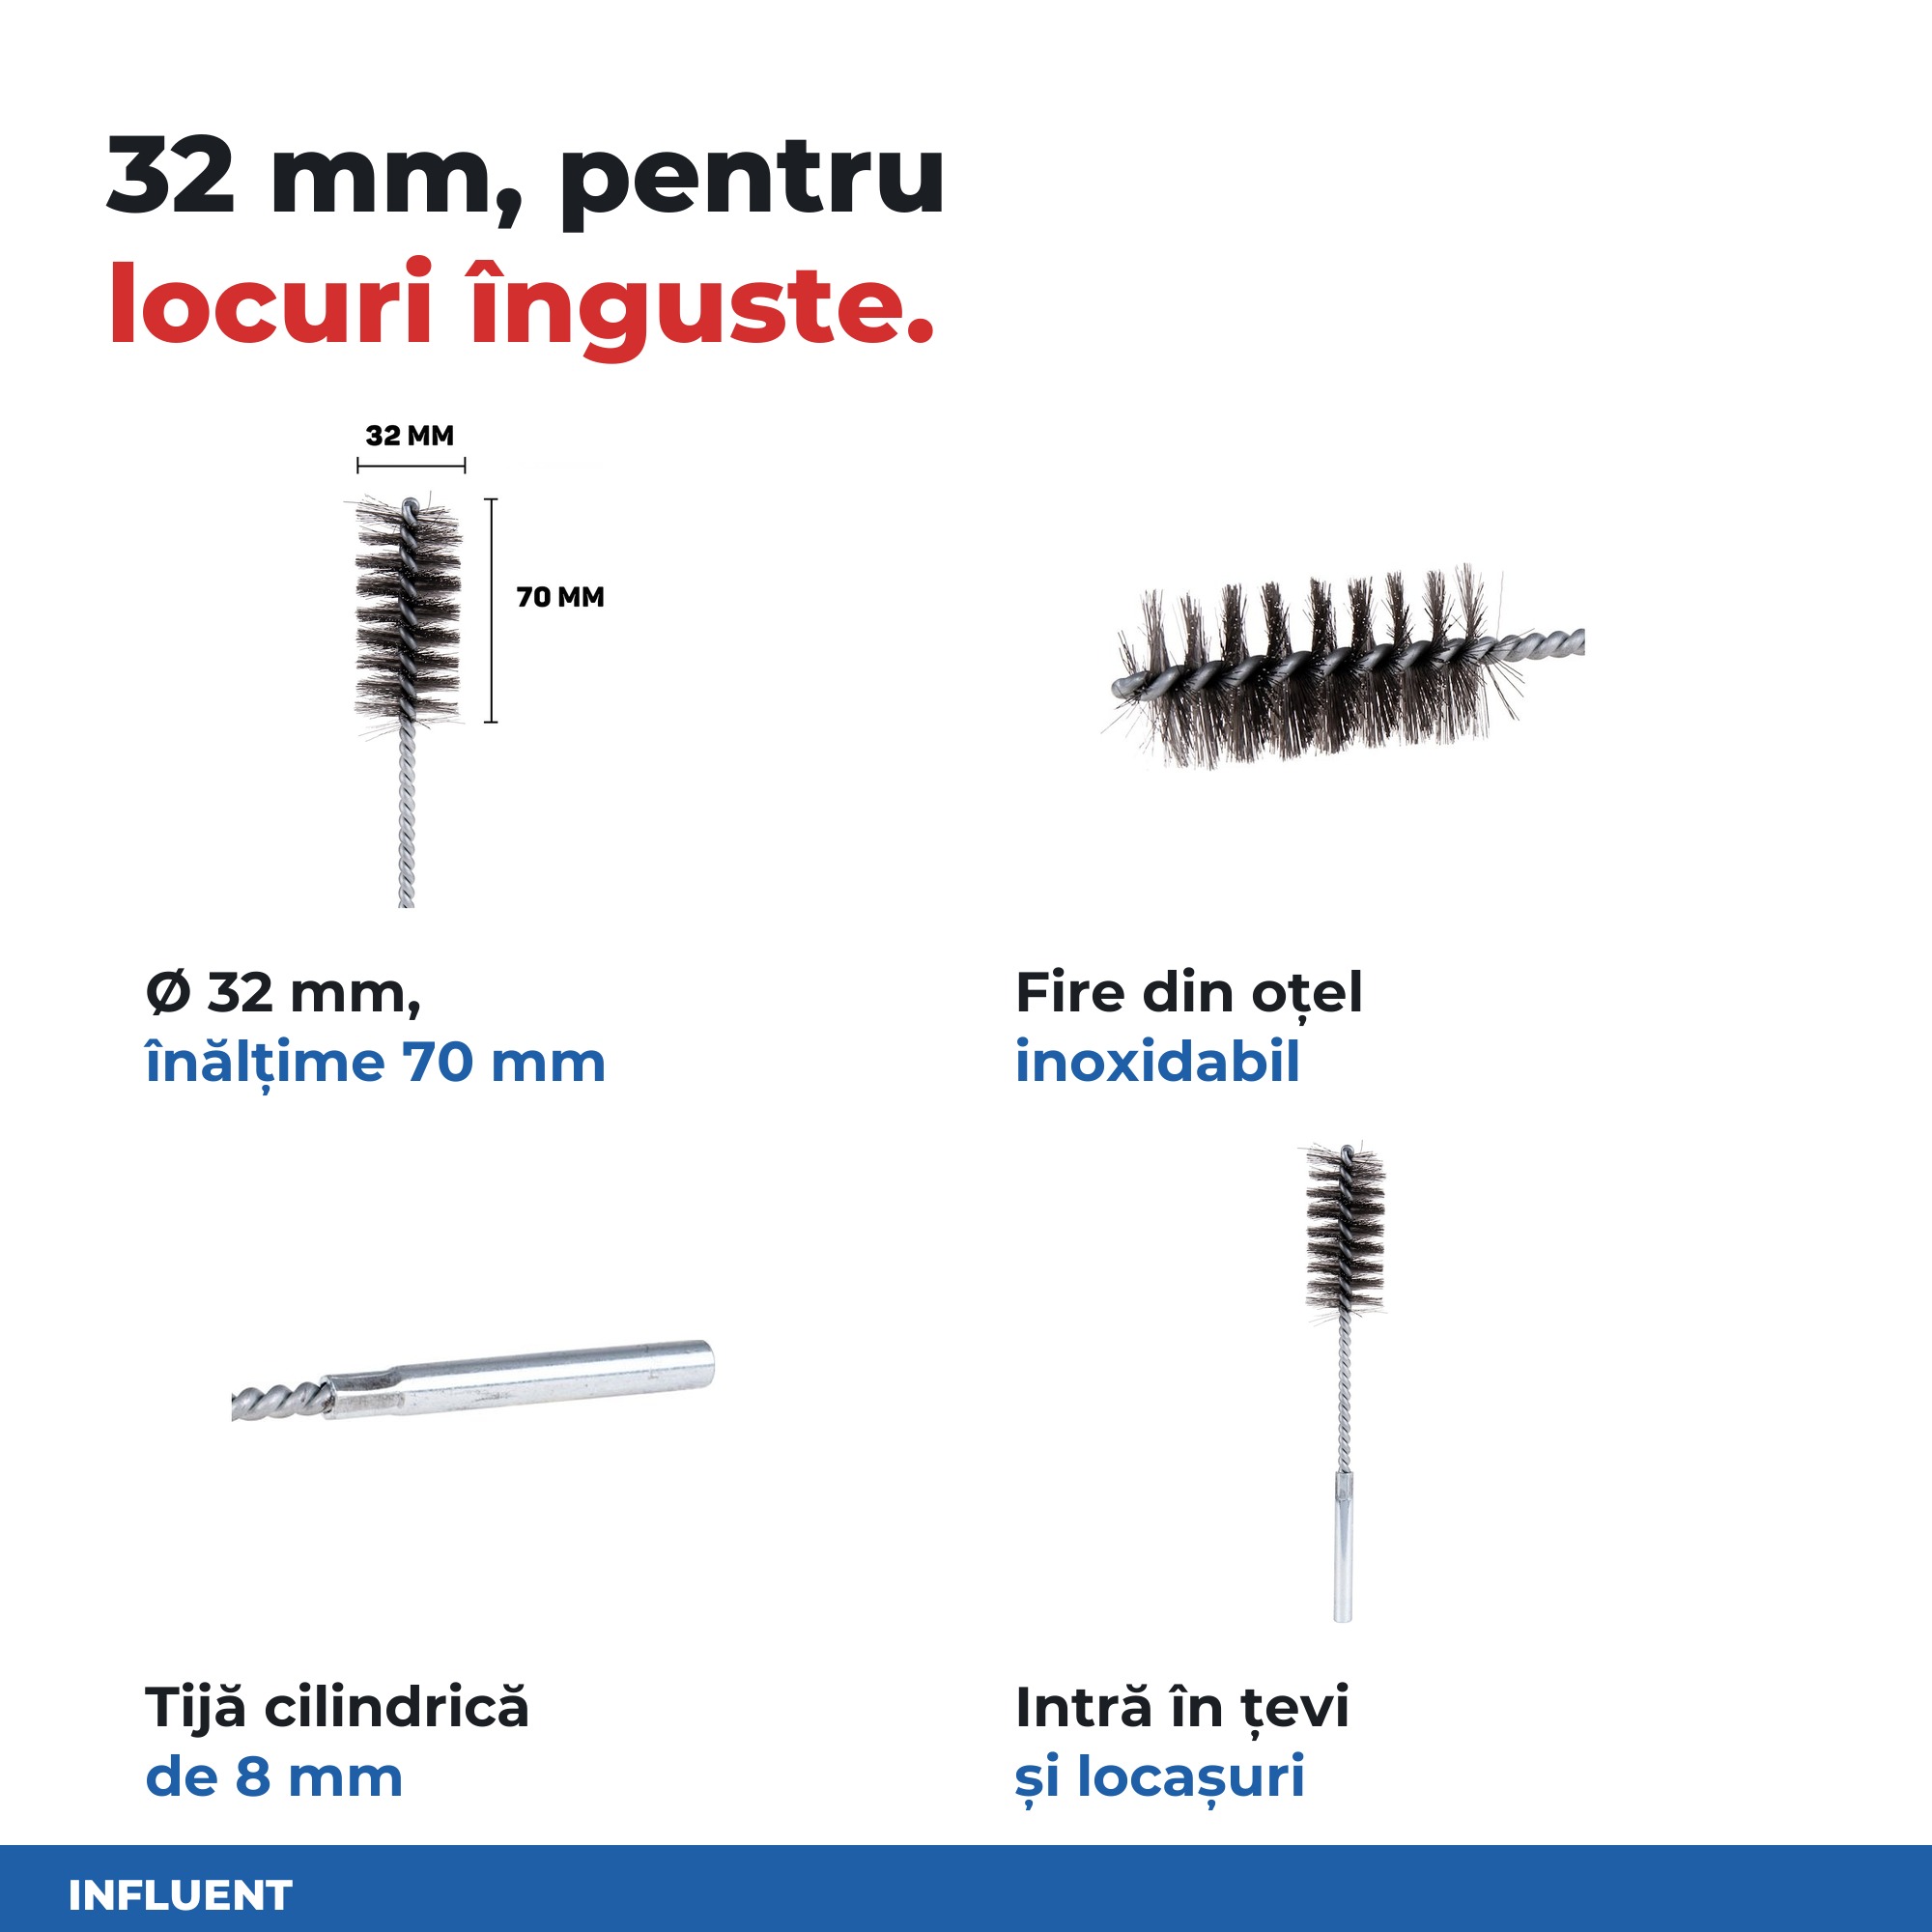 32 mm, pentru
locuri înguste.
32 MM
70 MM
Ø 32 mm,
înălțime 70 mm
Fire din oțel
inoxidabil
Tijă cilindrică
de 8 mm
Intră în țevi
și locașuri
INFLUENT